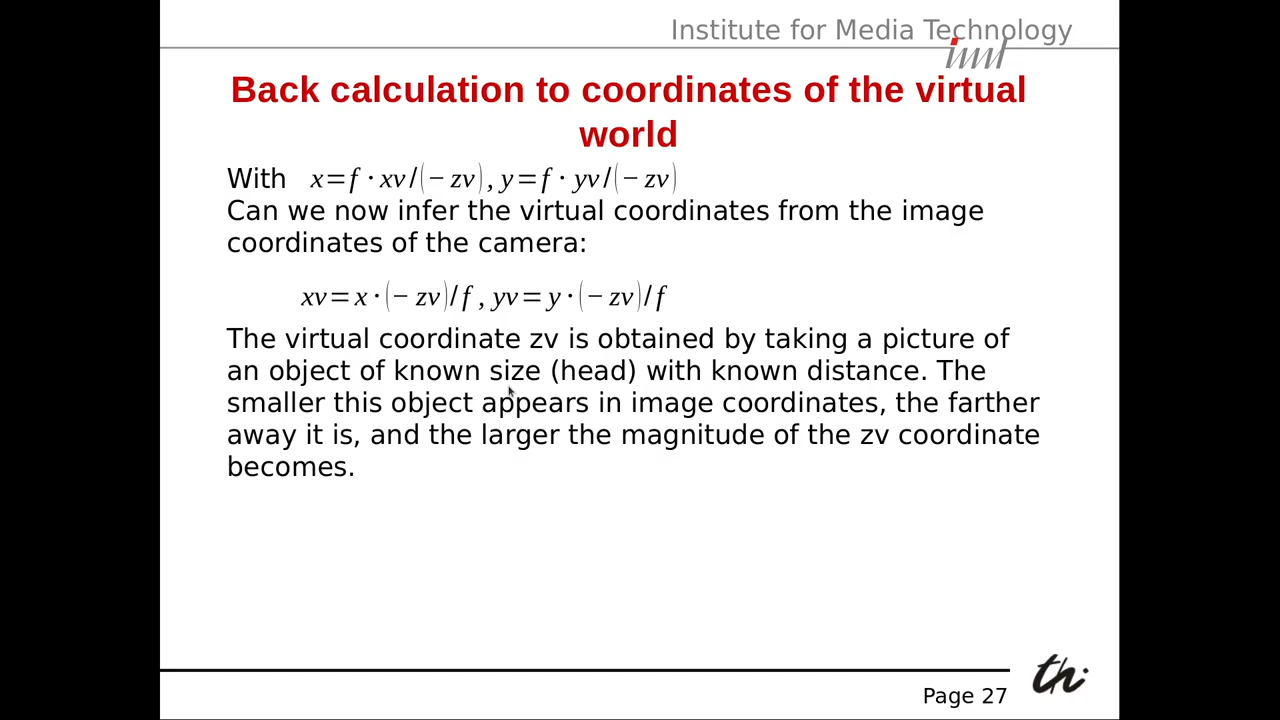 Institute for Media Technology
imt
Back calculation to coordinates of the virtual
world
With x=f·xv/(−zv), y=f·yv/(−zv)
Can we now infer the virtual coordinates from the image
coordinates of the camera:
xv=x·(−zv)/f, yv=y·(−zv)/f
The virtual coordinate zv is obtained by taking a picture of
an object of known size (head) with known distance. The
smaller this object appears in image coordinates, the farther
away it is, and the larger the magnitude of the zv coordinate
becomes.
th
Page 27